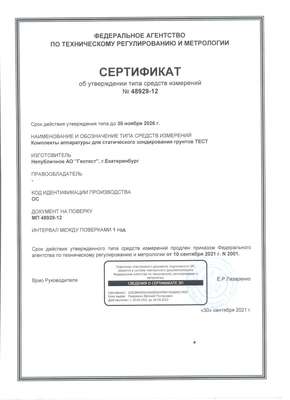 ФЕДЕРАЛЬНОЕ АГЕНТСТВО
ПО ТЕХНИЧЕСКОМУ РЕГУЛИРОВАНИЮ И МЕТРОЛОГИИ
СЕРТИФИКАТ
об утверждении типа средств измерений
№ 48929-12
Срок действия утверждения типа до 30 ноября 2026 г.
НАИМЕНОВАНИЕ И ОБОЗНАЧЕНИЕ ТИПА СРЕДСТВ ИЗМЕРЕНИЙ
Комплекты аппаратуры для статического зондирования грунтов ТЕСТ
ИЗГОТОВИТЕЛЬ
Непубличное АО "Геотест", г.Екатеринбург
ПРАВООБЛАДАТЕЛЬ
-
КОД ИДЕНТИФИКАЦИИ ПРОИЗВОДСТВА
ОС
ДОКУМЕНТ НА ПОВЕРКУ
МП 48929-12
ИНТЕРВАЛ МЕЖДУ ПОВЕРКАМИ 1 год
Срок действия утвержденного типа средств измерений продлен приказом Федерального
агентства по техническому регулированию и метрологии от 10 сентября 2021 г. N 2001.
СВЕДЕНИЯ О СЕРТИФИКАТЕ ЭП
Врио Руководителя
Е.Р.Лазаренко
«30» сентября 2021 г.